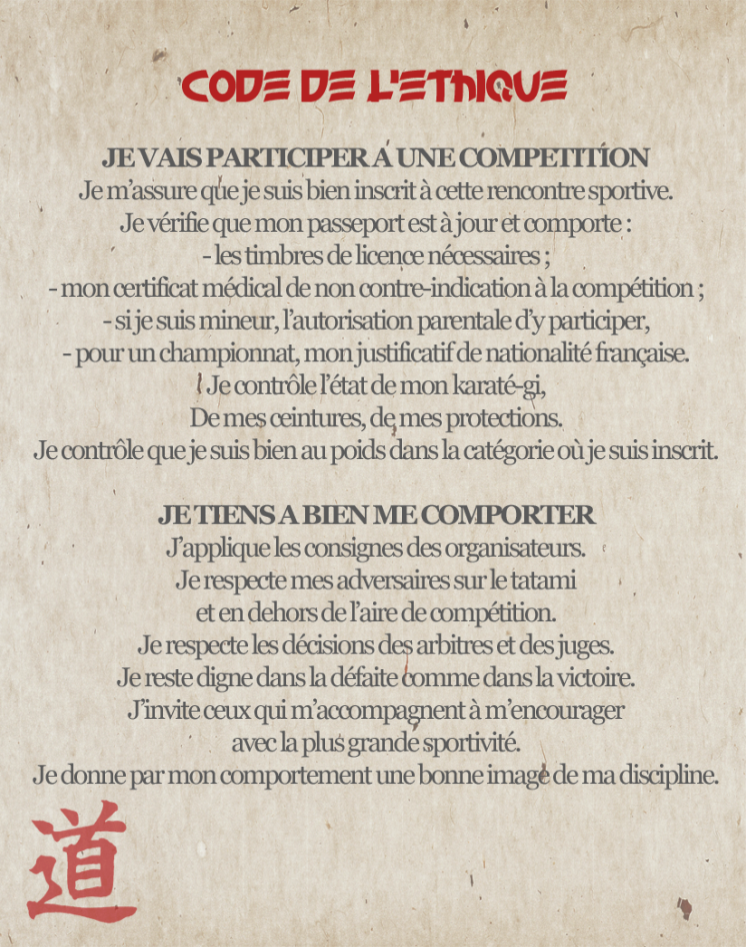 CODE DE L'ETHIQUE
JE VAIS PARTICIPER A UNE COMPETITION
Je m'assure que je suis bien inscrit à cette rencontre sportive.
Je vérifie que mon passeport est à jour et comporte :
- les timbres de licence nécessaires ;
- mon certificat médical de non contre-indication à la compétition ;
- si je suis mineur, l'autorisation parentale d'y participer,
- pour un championnat, mon justificatif de nationalité française.
Je contrôle l'état de mon karaté-gi,
De mes ceintures, de mes protections.
Je contrôle que je suis bien au poids dans la catégorie où je suis inscrit.
JE TIENS A BIEN ME COMPORTER
J'applique les consignes des organisateurs.
Je respecte mes adversaires sur le tatami
et en dehors de l'aire de compétition.
Je respecte les décisions des arbitres et des juges.
Je reste digne dans la défaite comme dans la victoire.
J'invite ceux qui m'accompagnent à m'encourager
avec la plus grande sportivité.
Je donne par mon comportement une bonne image de ma discipline.
道